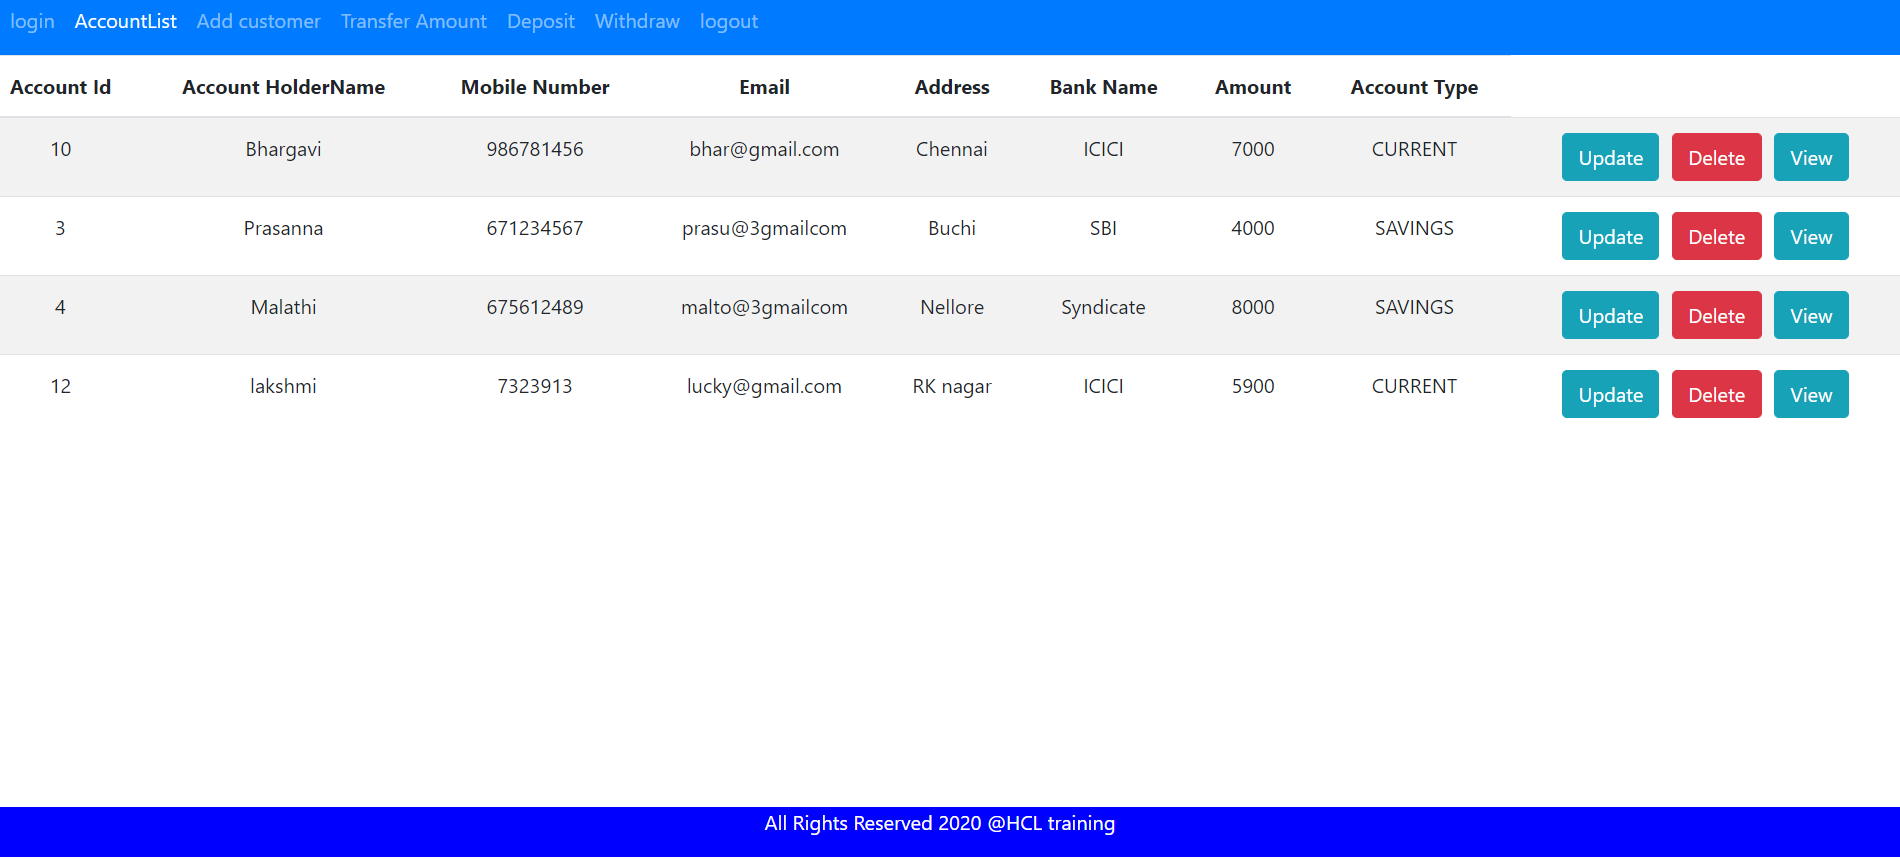 login AccountList Add customer Transfer Amount Deposit Withdraw logout
Account Id Account HolderName Mobile Number Email Address Bank Name Amount Account Type
10 Bhargavi 986781456 bhar@gmail.com Chennai ICICI 7000 CURRENT Update Delete View
3 Prasanna 671234567 prasu@3gmailcom Buchi SBI 4000 SAVINGS Update Delete View
4 Malathi 675612489 malto@3gmailcom Nellore Syndicate 8000 SAVINGS Update Delete View
12 lakshmi 7323913 lucky@gmail.com RK nagar ICICI 5900 CURRENT Update Delete View
All Rights Reserved 2020 @HCL training